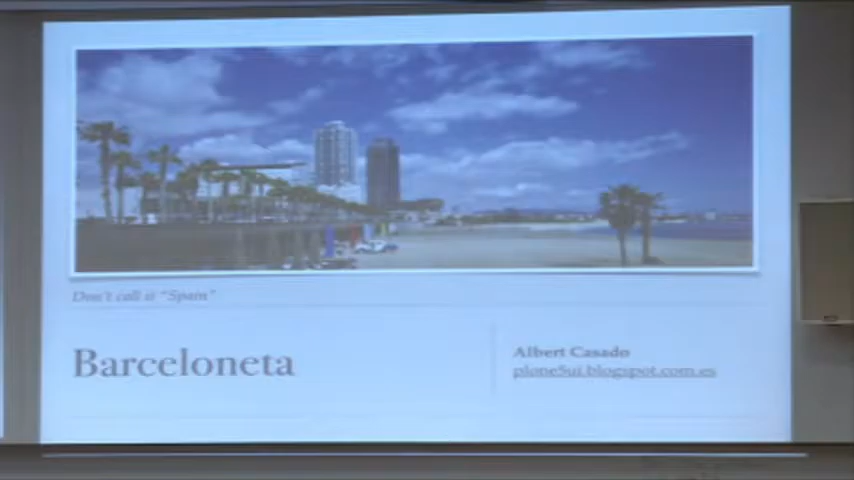 Don't call it "Spain"
Barceloneta
Albert Casado
plone5ui.blogspot.com.es